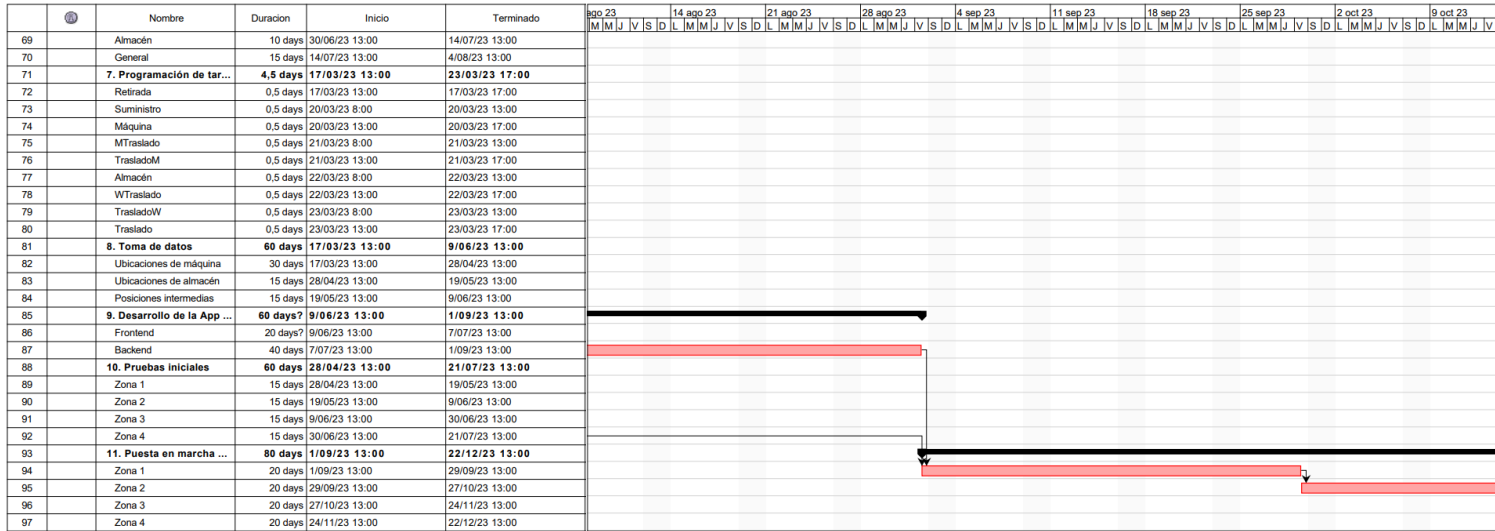 Nombre Duracion Inicio Terminado
ago 23 14 ago 23 21 ago 23 28 ago 23 4 sep 23 11 sep 23 18 sep 23 25 sep 23 2 oct 23 9 oct 23
M M J V S D L M M J V S D L M M J V S D L M M J V S D L M M J V S D L M M J V S D L M M J V S D L M M J V S D L M M J V S D L M M J V
69 Almacén 10 days 30/06/23 13:00 14/07/23 13:00
70 General 15 days 14/07/23 13:00 4/08/23 13:00
71 7. Programación de tar... 4,5 days 17/03/23 13:00 23/03/23 17:00
72 Retirada 0,5 days 17/03/23 13:00 17/03/23 17:00
73 Suministro 0,5 days 20/03/23 8:00 20/03/23 13:00
74 Máquina 0,5 days 20/03/23 13:00 20/03/23 17:00
75 MTraslado 0,5 days 21/03/23 8:00 21/03/23 13:00
76 TrasladoM 0,5 days 21/03/23 13:00 21/03/23 17:00
77 Almacén 0,5 days 22/03/23 8:00 22/03/23 13:00
78 WTraslado 0,5 days 22/03/23 13:00 22/03/23 17:00
79 TrasladoW 0,5 days 23/03/23 8:00 23/03/23 13:00
80 Traslado 0,5 days 23/03/23 13:00 23/03/23 17:00
81 8. Toma de datos 60 days 17/03/23 13:00 9/06/23 13:00
82 Ubicaciones de máquina 30 days 17/03/23 13:00 28/04/23 13:00
83 Ubicaciones de almacén 15 days 28/04/23 13:00 19/05/23 13:00
84 Posiciones intermedias 15 days 19/05/23 13:00 9/06/23 13:00
85 9. Desarrollo de la App ... 60 days? 9/06/23 13:00 1/09/23 13:00
86 Frontend 20 days? 9/06/23 13:00 7/07/23 13:00
87 Backend 40 days 7/07/23 13:00 1/09/23 13:00
88 10. Pruebas iniciales 60 days 28/04/23 13:00 21/07/23 13:00
89 Zona 1 15 days 28/04/23 13:00 19/05/23 13:00
90 Zona 2 15 days 19/05/23 13:00 9/06/23 13:00
91 Zona 3 15 days 9/06/23 13:00 30/06/23 13:00
92 Zona 4 15 days 30/06/23 13:00 21/07/23 13:00
93 11. Puesta en marcha ... 80 days 1/09/23 13:00 22/12/23 13:00
94 Zona 1 20 days 1/09/23 13:00 29/09/23 13:00
95 Zona 2 20 days 29/09/23 13:00 27/10/23 13:00
96 Zona 3 20 days 27/10/23 13:00 24/11/23 13:00
97 Zona 4 20 days 24/11/23 13:00 22/12/23 13:00